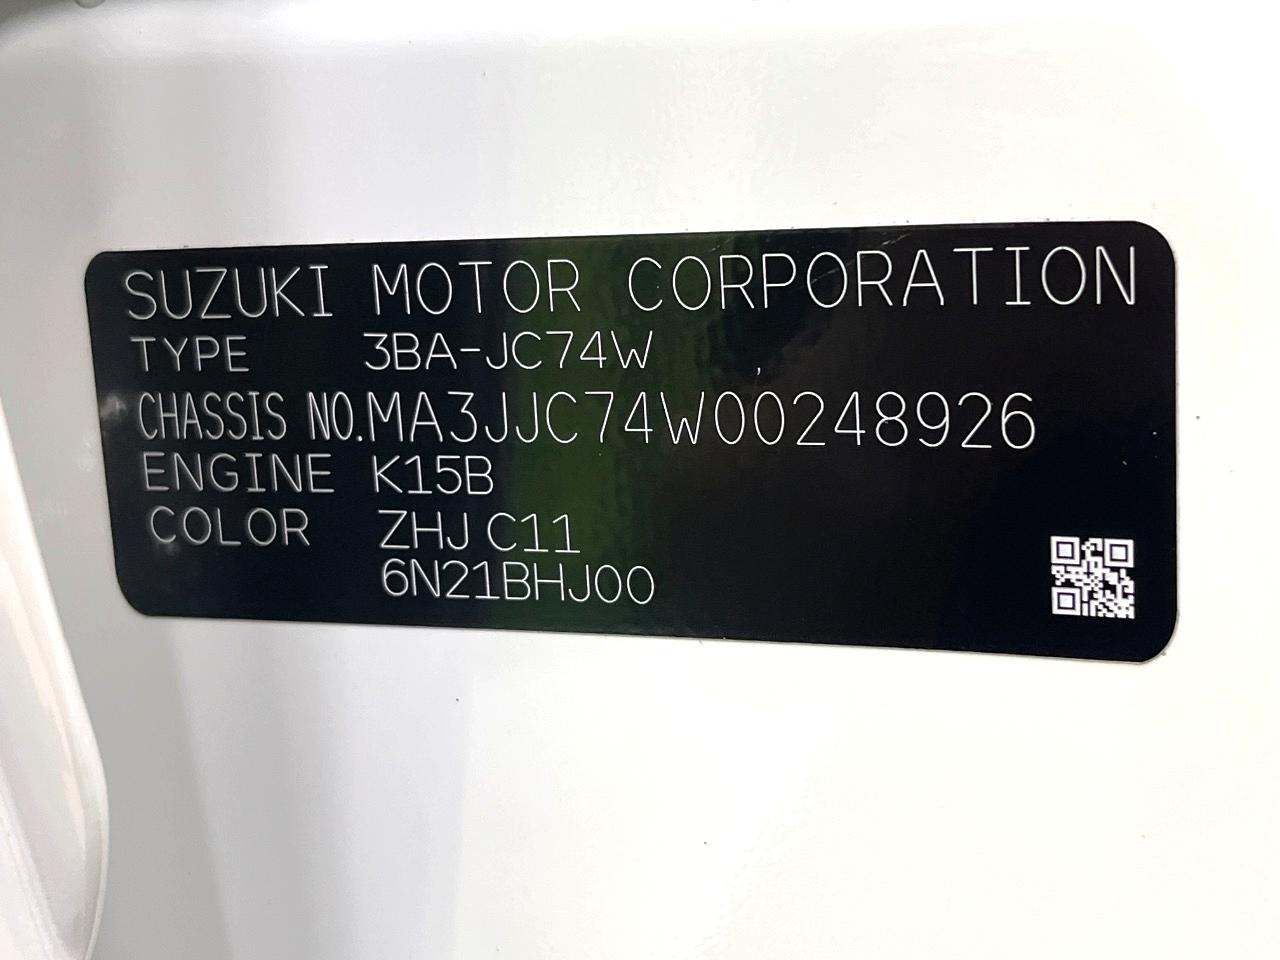 SUZUKI MOTOR CORPORATION
TYPE 3BA-JC74W
CHASSIS NO. MA3JJC74W00248926
ENGINE K15B
COLOR ZHJ C11
6N21BHJ00